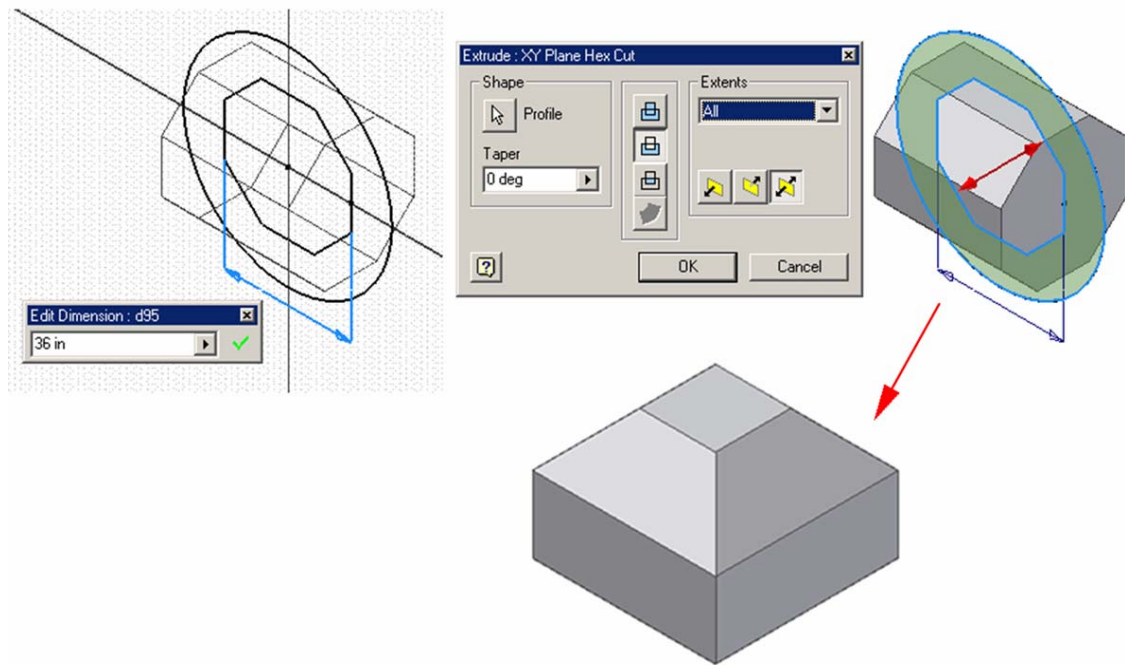 Extrude : XY Plane Hex Cut
Shape
Profile
Taper
0 deg
Extents
All
OK
Cancel
?
Edit Dimension : d95
36 in